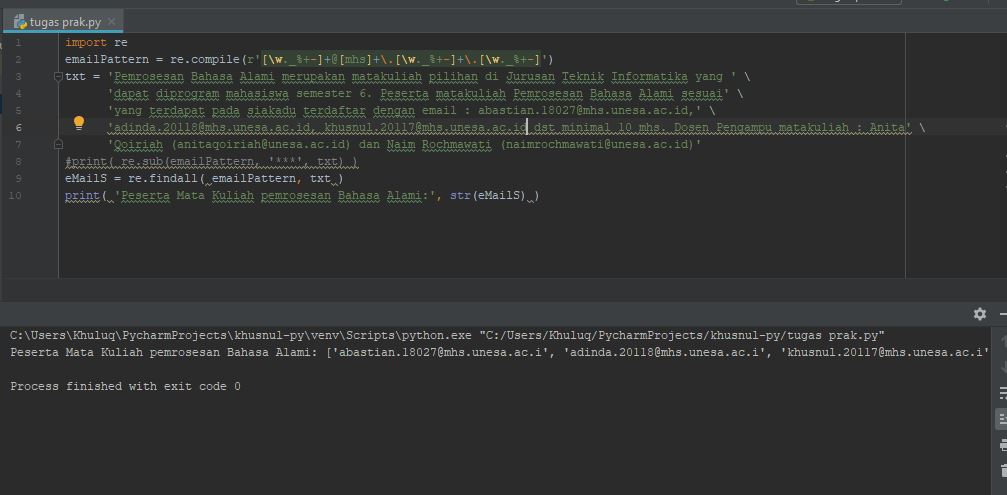 tugas prak.py
1 import re
2 emailPattern = re.compile(r'[\w._%+-]+@[mhs]+\.[\w._%+-]+\.[\w._%+-]')
3 txt = 'Pemrosesan Bahasa Alami merupakan matakuliah pilihan di Jurusan Teknik Informatika yang ' \
4 'dapat diprogram mahasiswa semester 6. Peserta matakuliah Pemrosesan Bahasa Alami sesuai' \
5 'yang terdapat pada siakadu terdaftar dengan email : abastian.18027@mhs.unesa.ac.id,' \
6 'adinda.20118@mhs.unesa.ac.id, khusnul.20117@mhs.unesa.ac.id dst minimal 10 mhs. Dosen Pengampu matakuliah : Anita' \
7 'Qoiriah (anitaqoiriah@unesa.ac.id) dan Naim Rochmawati (naimrochmawati@unesa.ac.id)'
8 #print( re.sub(emailPattern, '***', txt) )
9 eMailS = re.findall( emailPattern, txt )
10 print( 'Peserta Mata Kuliah pemrosesan Bahasa Alami:', str(eMailS) )
C:\Users\Khuluq\PycharmProjects\khusnul-py\venv\Scripts\python.exe "C:/Users/Khuluq/PycharmProjects/khusnul-py/tugas prak.py"
Peserta Mata Kuliah pemrosesan Bahasa Alami: ['abastian.18027@mhs.unesa.ac.i', 'adinda.20118@mhs.unesa.ac.i', 'khusnul.20117@mhs.unesa.ac.i'
Process finished with exit code 0